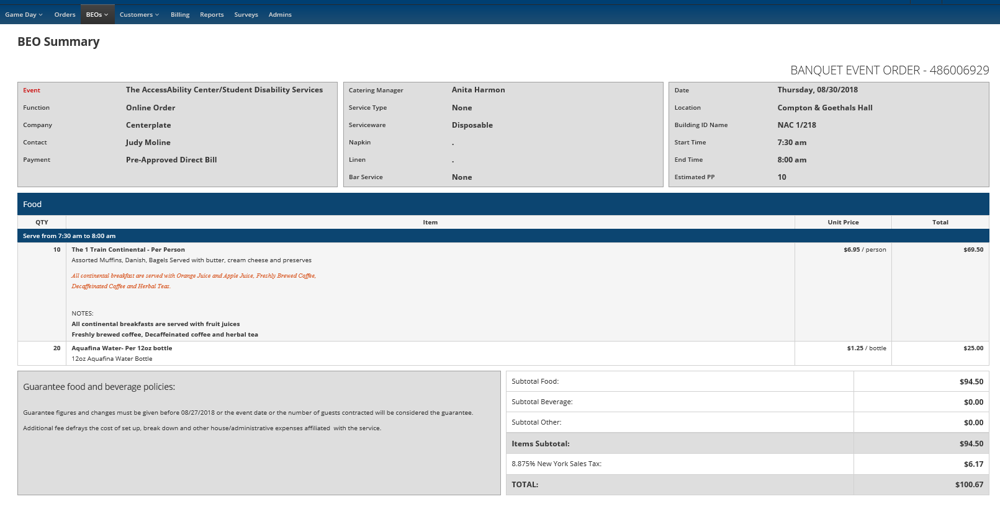 Game Day Orders BEOs Customers Billing Reports Surveys Admins
BEO Summary
BANQUET EVENT ORDER - 486006929
Event The AccessAbility Center/Student Disability Services
Function Online Order
Company Centerplate
Contact Judy Moline
Payment Pre-Approved Direct Bill
Catering Manager Anita Harmon
Service Type None
Serviceware Disposable
Napkin .
Linen .
Bar Service None
Date Thursday, 08/30/2018
Location Compton & Goethals Hall
Building ID Name NAC 1/218
Start Time 7:30 am
End Time 8:00 am
Estimated PP 10
Food
QTY Item Unit Price Total
Serve from 7:30 am to 8:00 am
10 The 1 Train Continental - Per Person $6.95 / person $69.50
Assorted Muffins, Danish, Bagels Served with butter, cream cheese and preserves
All continental breakfast are served with Orange Juice and Apple Juice, Freshly Brewed Coffee,
Decaffeinated Coffee and Herbal Teas.
NOTES:
All continental breakfasts are served with fruit juices
Freshly brewed coffee, Decaffeinated coffee and herbal tea
20 Aquafina Water- Per 12oz bottle $1.25 / bottle $25.00
12oz Aquafina Water Bottle
Guarantee food and beverage policies:
Guarantee figures and changes must be given before 08/27/2018 or the event date or the number of guests contracted will be considered the guarantee.
Additional fee defrays the cost of set up, break down and other house/administrative expenses affiliated with the service.
Subtotal Food: $94.50
Subtotal Beverage: $0.00
Subtotal Other: $0.00
Items Subtotal: $94.50
8.875% New York Sales Tax: $6.17
TOTAL: $100.67